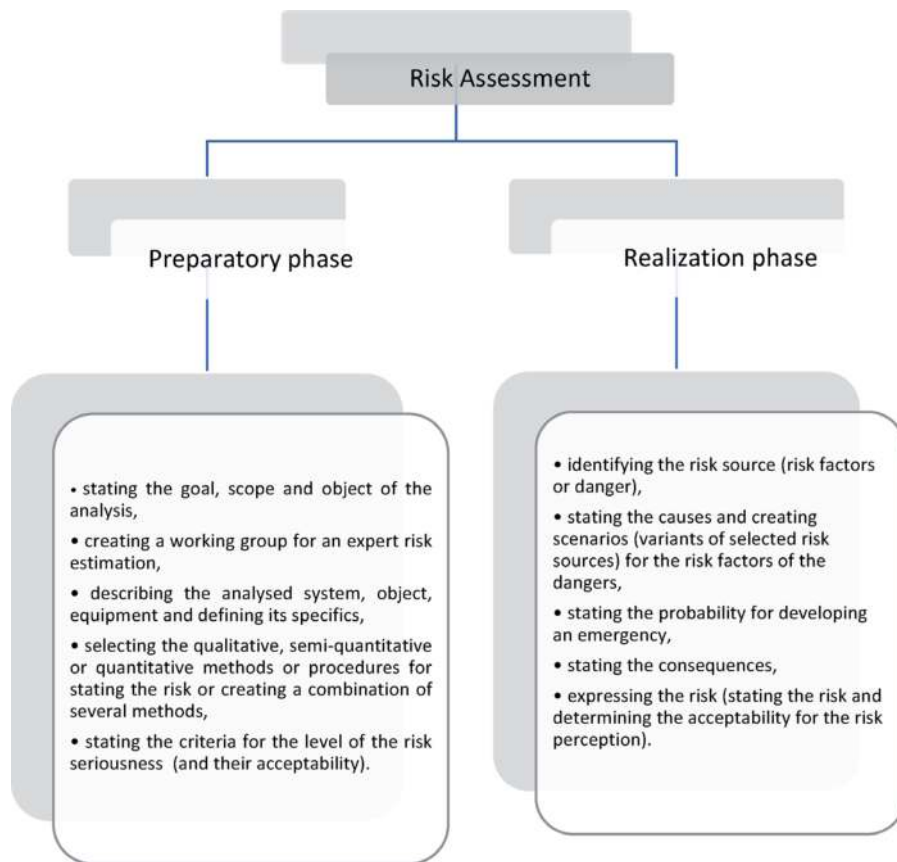 Risk Assessment
Preparatory phase
Realization phase
• stating the goal, scope and object of the
analysis,
• creating a working group for an expert risk
estimation,
• describing the analysed system, object,
equipment and defining its specifics,
• selecting the qualitative, semi-quantitative
or quantitative methods or procedures for
stating the risk or creating a combination of
several methods,
• stating the criteria for the level of the risk
seriousness (and their acceptability).
• identifying the risk source (risk factors
or danger),
• stating the causes and creating
scenarios (variants of selected risk
sources) for the risk factors of the
dangers,
• stating the probability for developing
an emergency,
• stating the consequences,
• expressing the risk (stating the risk and
determining the acceptability for the risk
perception).